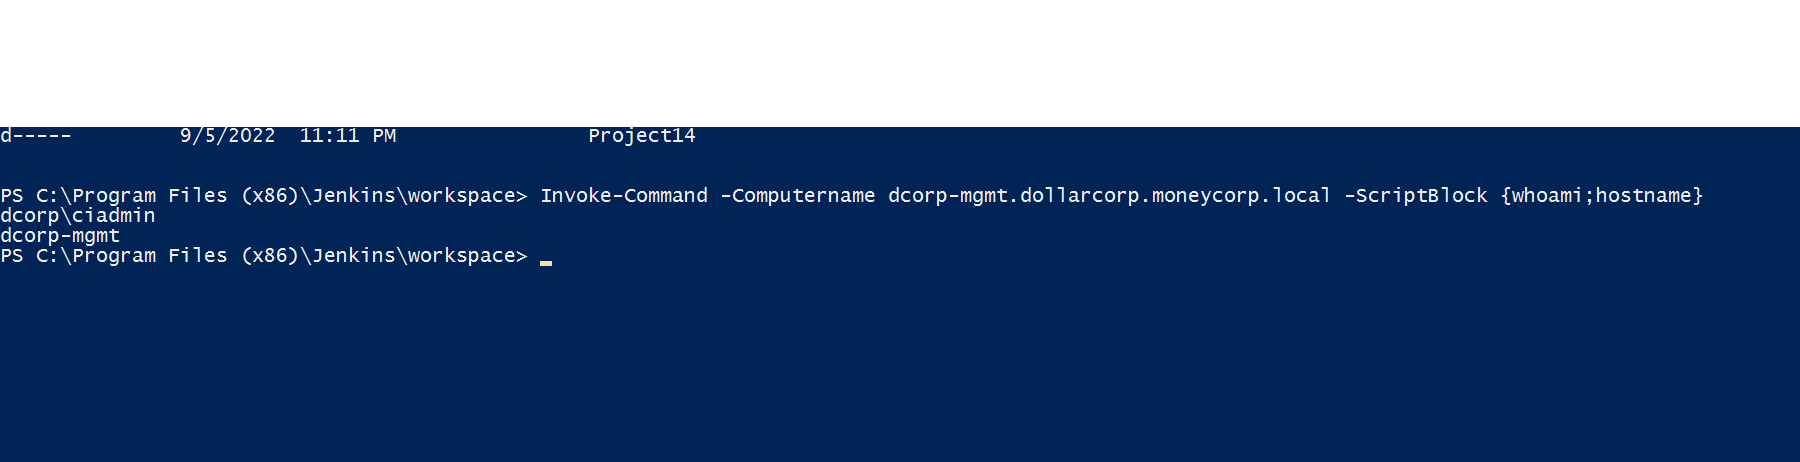 d----- 9/5/2022 11:11 PM Project14
PS C:\Program Files (x86)\Jenkins\workspace> Invoke-Command -Computername dcorp-mgmt.dollarcorp.moneycorp.local -ScriptBlock {whoami;hostname}
dcorp\ciadmin
dcorp-mgmt
PS C:\Program Files (x86)\Jenkins\workspace>